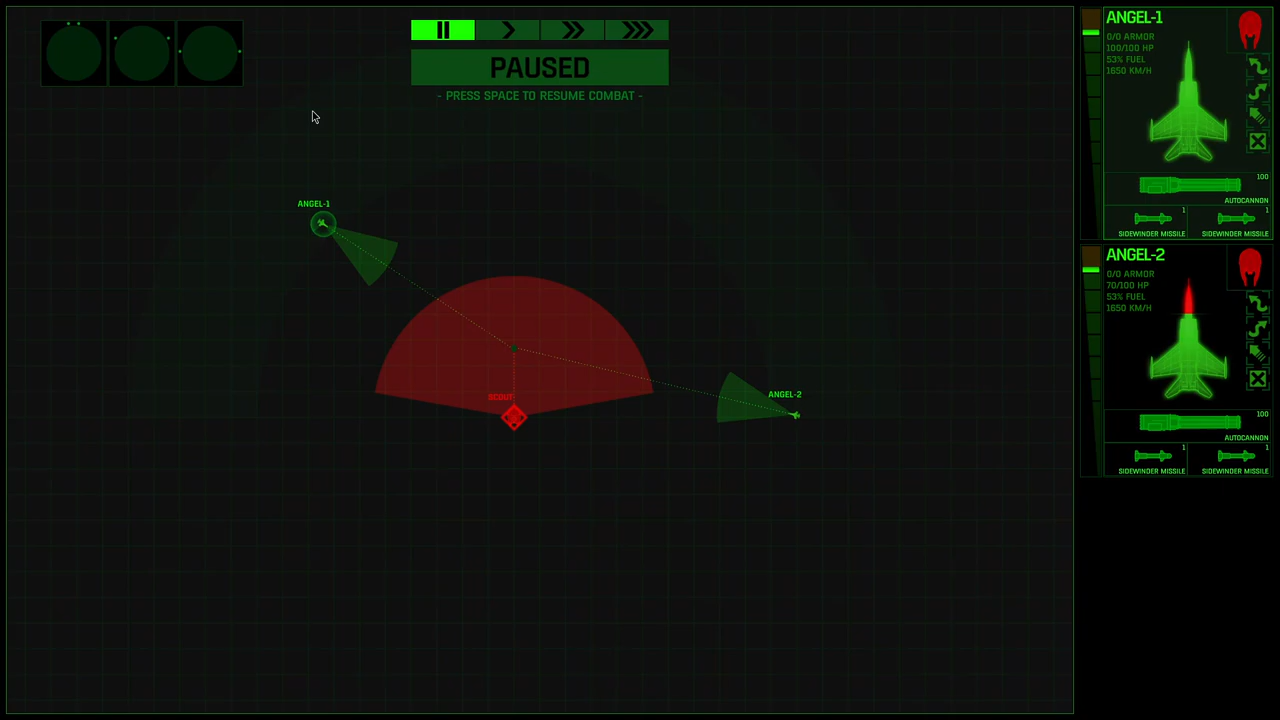 PAUSED
- PRESS SPACE TO RESUME COMBAT -
ANGEL-1
SCOUT
ANGEL-2
ANGEL-1
0/0 ARMOR
100/100 HP
53% FUEL
1650 KM/H
100
AUTOCANNON
1
SIDEWINDER MISSILE
1
SIDEWINDER MISSILE
ANGEL-2
0/0 ARMOR
70/100 HP
53% FUEL
1650 KM/H
100
AUTOCANNON
1
SIDEWINDER MISSILE
1
SIDEWINDER MISSILE